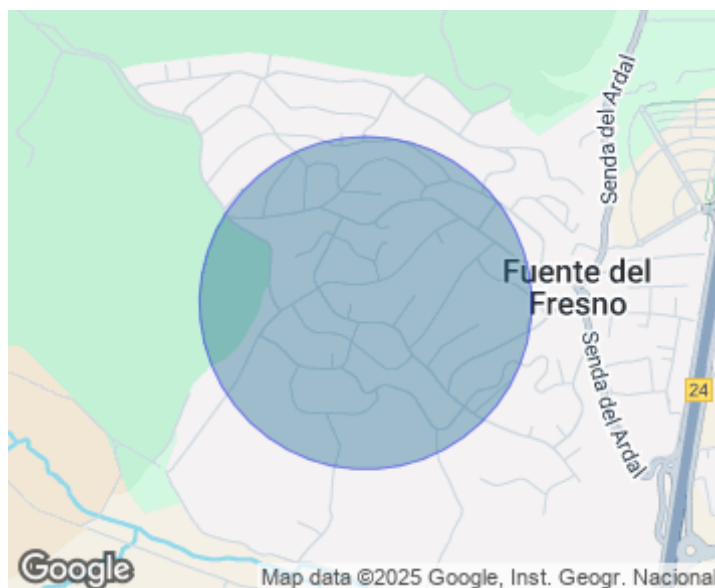 Senda del Ardal
Fuente del
Fresno
Senda del Ardal
24
Google
Map data ©2025 Google, Inst. Geogr. Nacional